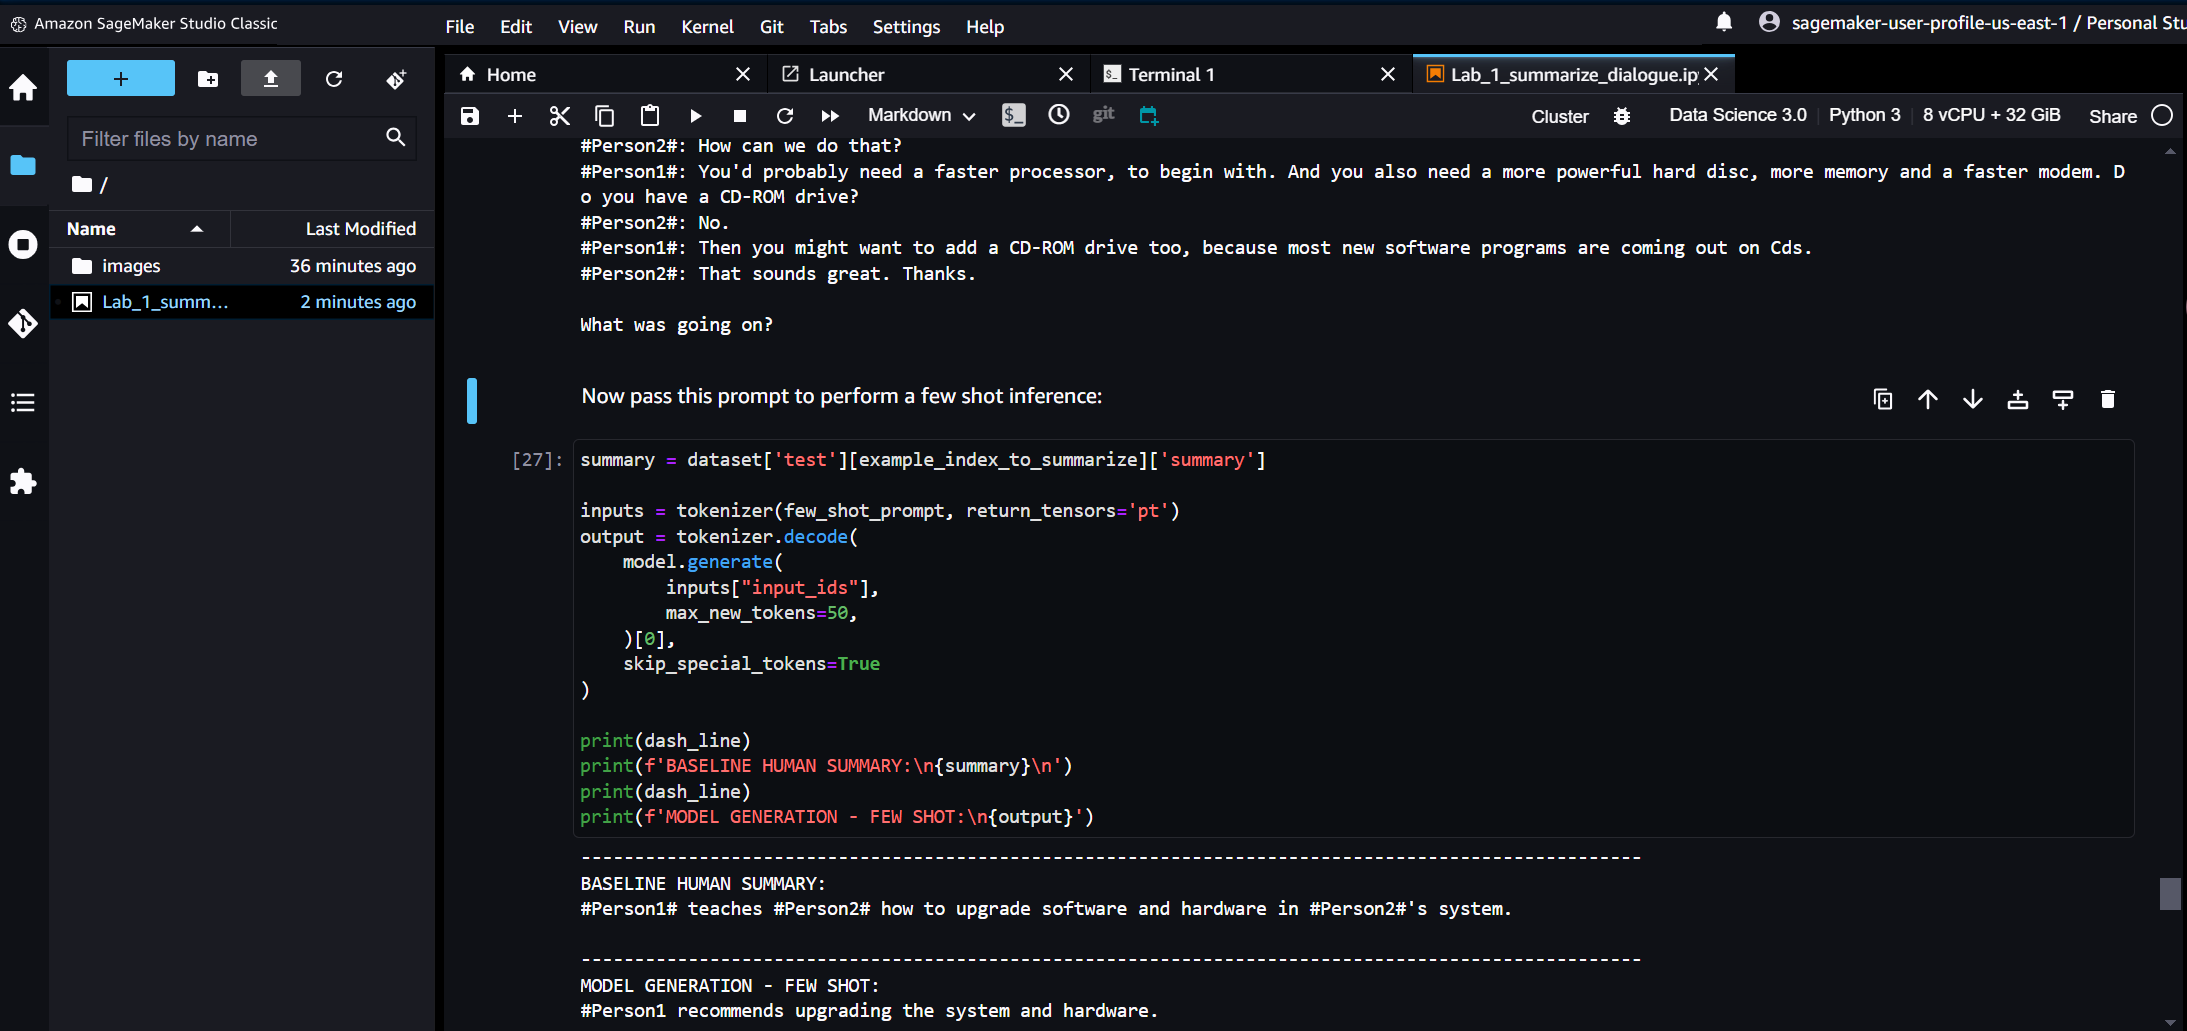 Amazon SageMaker Studio Classic
File Edit View Run Kernel Git Tabs Settings Help
sagemaker-user-profile-us-east-1 / Personal Stu
Home
Launcher
Terminal 1
Lab_1_summarize_dialogue.ip
Markdown
git
Cluster
Data Science 3.0 | Python 3 | 8 vCPU + 32 GiB
Share
Filter files by name
/
Name Last Modified
images 36 minutes ago
Lab_1_summ… 2 minutes ago
#Person2#: How can we do that?
#Person1#: You'd probably need a faster processor, to begin with. And you also need a more powerful hard disc, more memory and a faster modem. D
o you have a CD-ROM drive?
#Person2#: No.
#Person1#: Then you might want to add a CD-ROM drive too, because most new software programs are coming out on Cds.
#Person2#: That sounds great. Thanks.
What was going on?
Now pass this prompt to perform a few shot inference:
[27]: summary = dataset['test'][example_index_to_summarize]['summary']
inputs = tokenizer(few_shot_prompt, return_tensors='pt')
output = tokenizer.decode(
    model.generate(
        inputs["input_ids"],
        max_new_tokens=50,
    )[0],
    skip_special_tokens=True
)
print(dash_line)
print(f'BASELINE HUMAN SUMMARY:\n{summary}\n')
print(dash_line)
print(f'MODEL GENERATION - FEW SHOT:\n{output}')
---------------------------------------------------------------------------------------------------
BASELINE HUMAN SUMMARY:
#Person1# teaches #Person2# how to upgrade software and hardware in #Person2#'s system.
---------------------------------------------------------------------------------------------------
MODEL GENERATION - FEW SHOT:
#Person1 recommends upgrading the system and hardware.